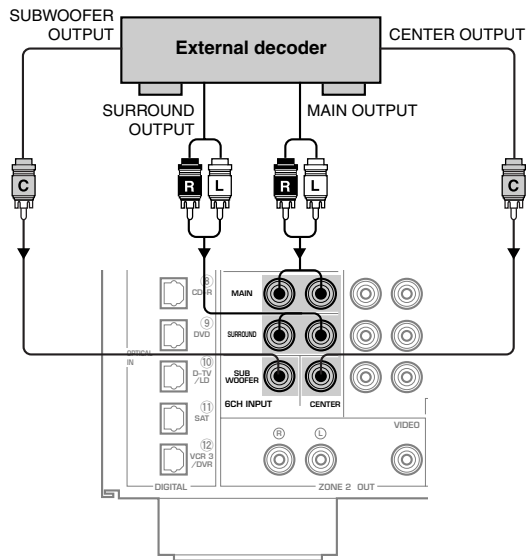 SUBWOOFER
OUTPUT
External decoder
CENTER OUTPUT
SURROUND
OUTPUT
MAIN OUTPUT
C
R
L
R
L
C
8
CD-R
MAIN
9
DVD
SURROUND
OPTICAL
IN
10
D-TV
/LD
SUB
WOOFER
6CH INPUT
CENTER
11
SAT
R
L
VIDEO
12
VCR 3
/DVR
DIGITAL
ZONE 2 OUT